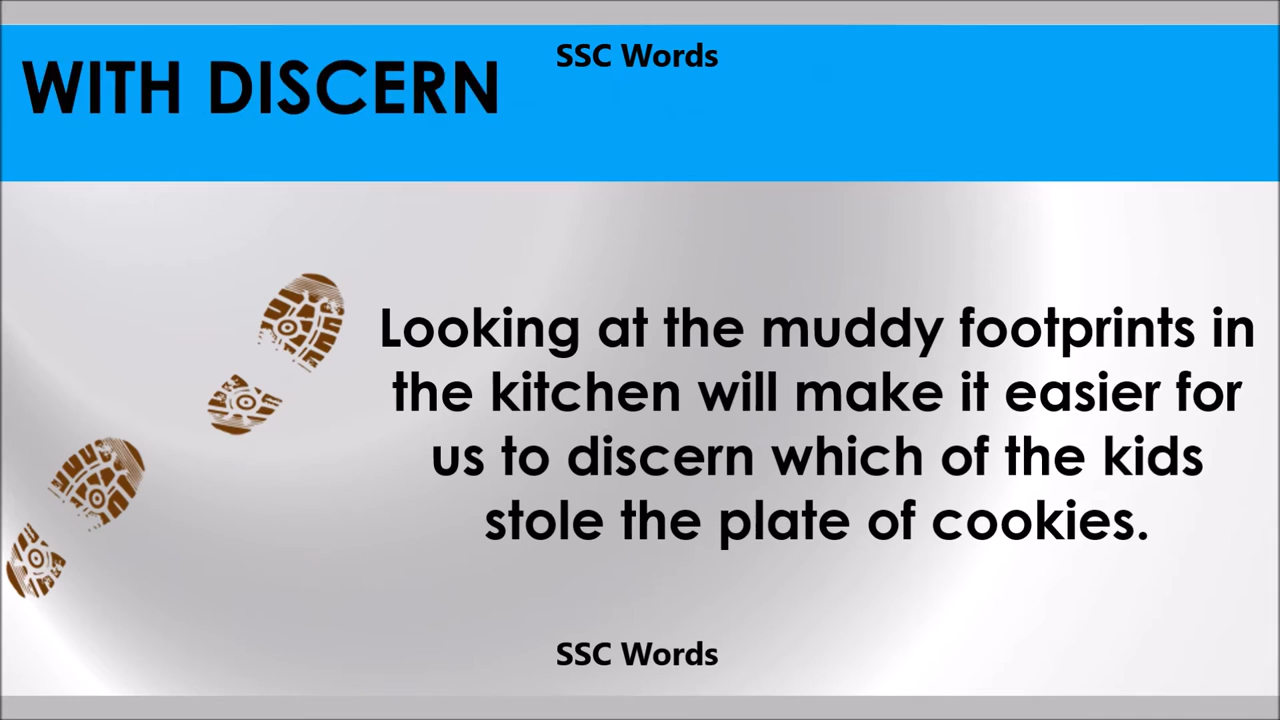 SSC Words
WITH DISCERN
Looking at the muddy footprints in
the kitchen will make it easier for
us to discern which of the kids
stole the plate of cookies.
SSC Words